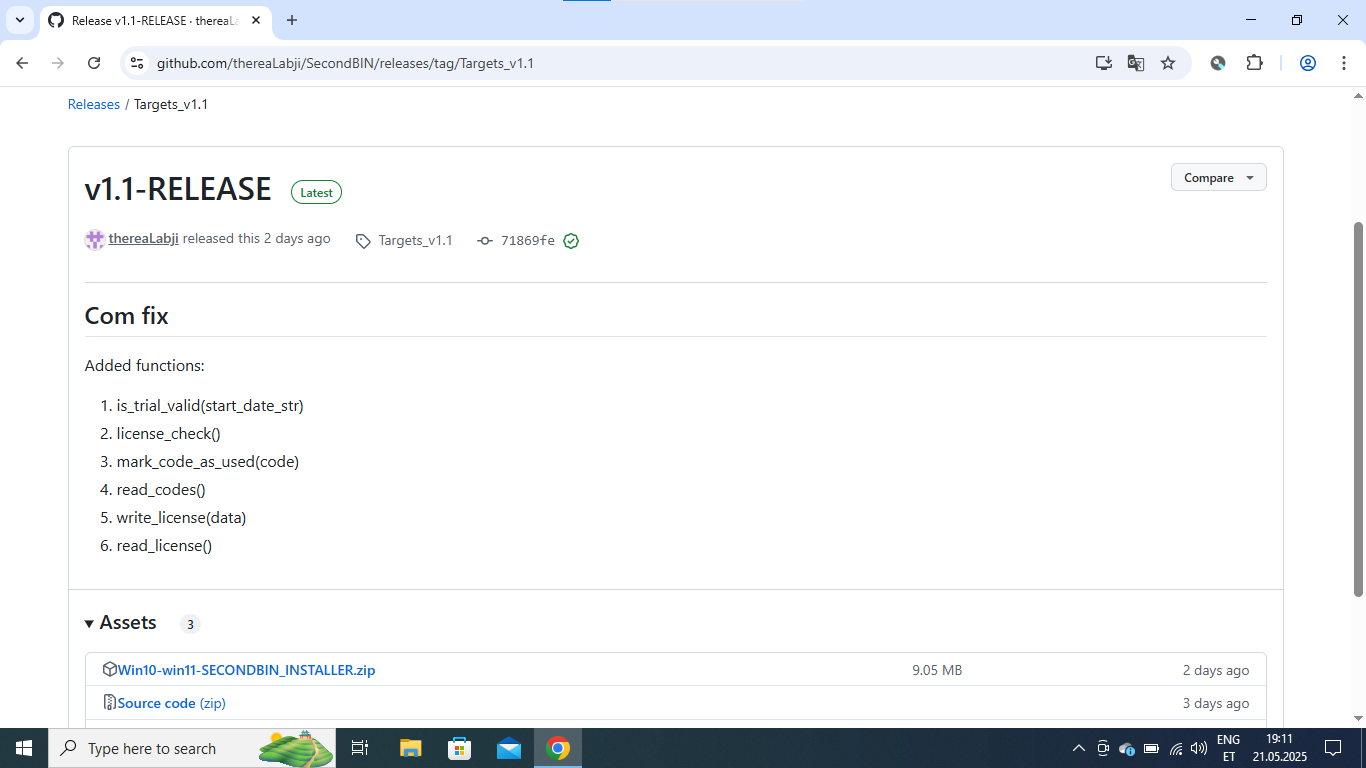 Release v1.1-RELEASE · thereaLa
github.com/thereaLabji/SecondBIN/releases/tag/Targets_v1.1
Releases / Targets_v1.1
v1.1-RELEASE Latest
Compare
thereaLabji released this 2 days ago Targets_v1.1 71869fe
Com fix
Added functions:
1. is_trial_valid(start_date_str)
2. license_check()
3. mark_code_as_used(code)
4. read_codes()
5. write_license(data)
6. read_license()
Assets 3
Win10-win11-SECONDBIN_INSTALLER.zip 9.05 MB 2 days ago
Source code (zip) 3 days ago
Type here to search
ENG
ET
19:11
21.05.2025